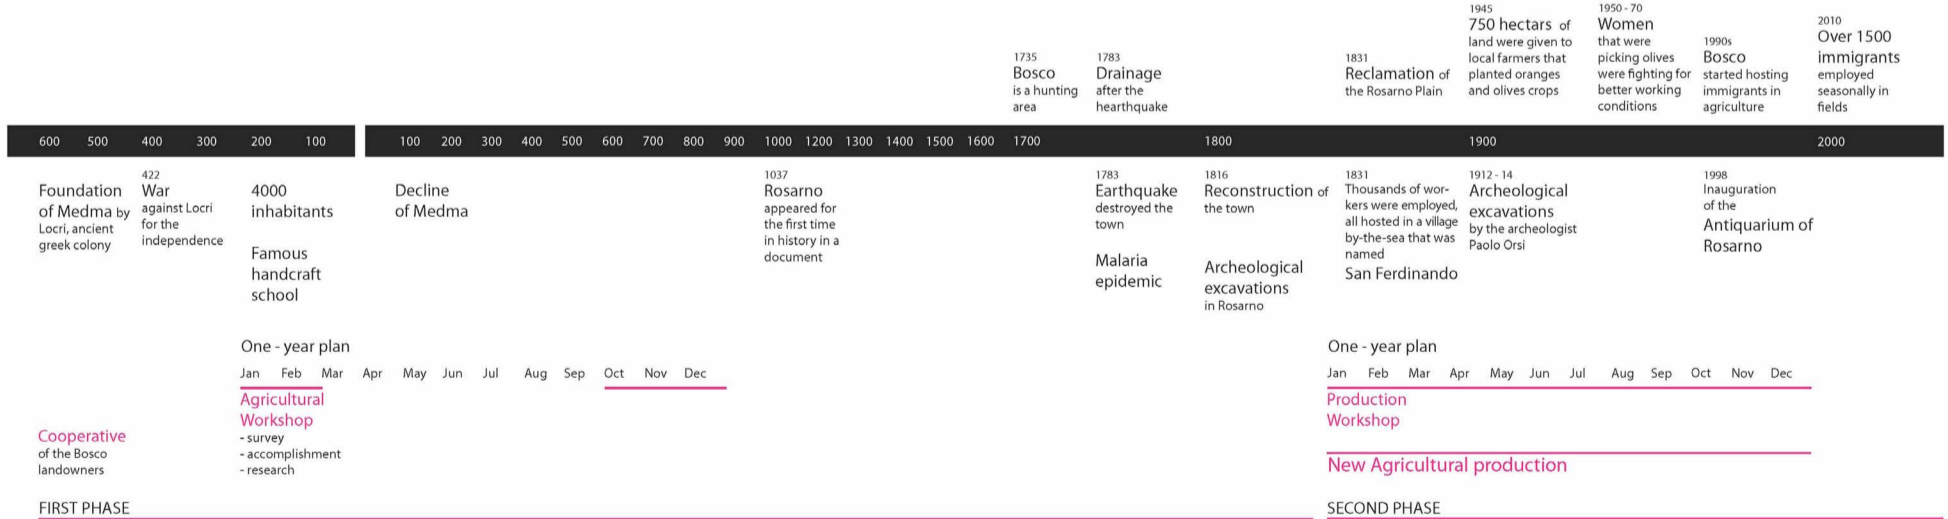 1735
Bosco
is a hunting
area
1783
Drainage
after the
hearthquake
1831
Reclamation of
the Rosarno Plain
1945
750 hectars of
land were given to
local farmers that
planted oranges
and olives crops
1950 - 70
Women
that were
picking olives
were fighting for
better working
conditions
1990s
Bosco
started hosting
immigrants in
agriculture
2010
Over 1500
immigrants
employed
seasonally in
fields
600 500 400 300 200 100 100 200 300 400 500 600 700 800 900 1000 1200 1300 1400 1500 1600 1700 1800 1900 2000
Foundation
of Medma by
Locri, ancient
greek colony
422
War
against Locri
for the
independence
4000
inhabitants
Famous
handcraft
school
Decline
of Medma
1037
Rosarno
appeared for
the first time
in history in a
document
1783
Earthquake
destroyed the
town
Malaria
epidemic
1816
Reconstruction of
the town
Archeological
excavations
in Rosarno
1831
Thousands of wor-
kers were employed,
all hosted in a village
by-the-sea that was
named
San Ferdinando
1912 - 14
Archeological
excavations
by the archeologist
Paolo Orsi
1998
Inauguration
of the
Antiquarium of
Rosarno
One - year plan
Jan Feb Mar Apr May Jun Jul Aug Sep Oct Nov Dec
Agricultural
Workshop
- survey
- accomplishment
- research
Cooperative
of the Bosco
landowners
FIRST PHASE
One - year plan
Jan Feb Mar Apr May Jun Jul Aug Sep Oct Nov Dec
Production
Workshop
New Agricultural production
SECOND PHASE